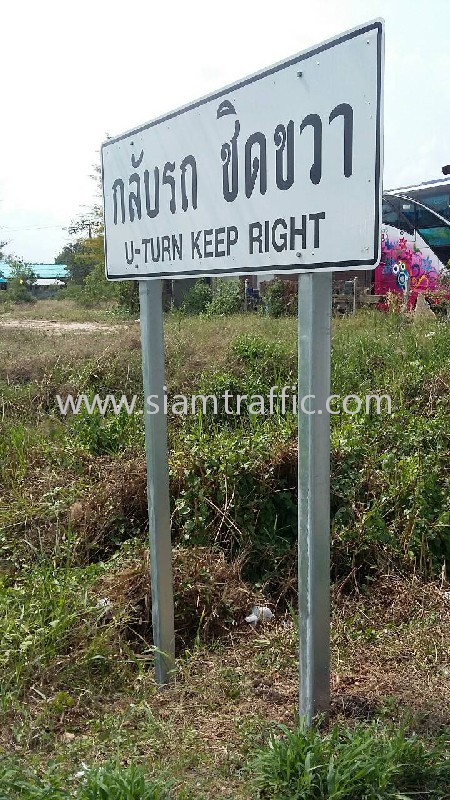 กลับรถ ชิดขวา
U-TURN KEEP RIGHT
www.siamtraffic.com